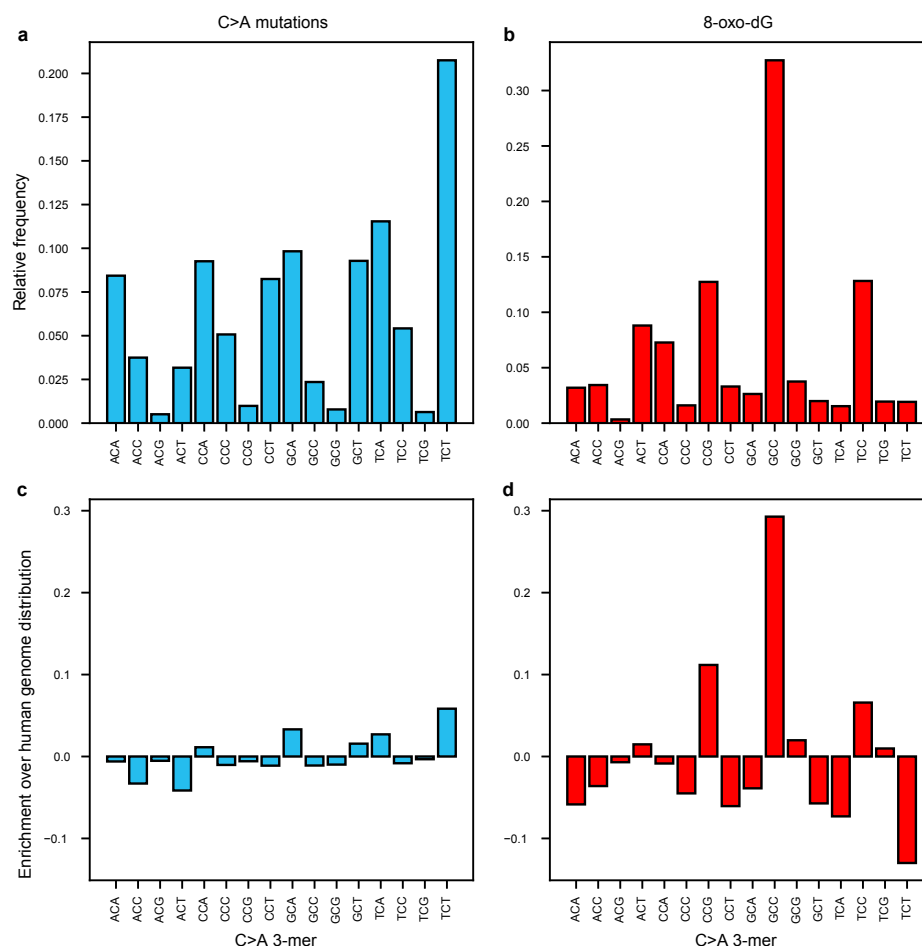 a C>A mutations
b 8-oxo-dG
Relative frequency
0.200
0.175
0.150
0.125
0.100
0.075
0.050
0.025
0.000
ACA ACC ACG ACT CCA CCC CCG CCT GCA GCC GCG GCT TCA TCC TCG TCT
0.30
0.25
0.20
0.15
0.10
0.05
0.00
ACA ACC ACG ACT CCA CCC CCG CCT GCA GCC GCG GCT TCA TCC TCG TCT
c
d
Enrichment over human genome distribution
0.3
0.2
0.1
0.0
−0.1
ACA ACC ACG ACT CCA CCC CCG CCT GCA GCC GCG GCT TCA TCC TCG TCT
C>A 3-mer
0.3
0.2
0.1
0.0
−0.1
ACA ACC ACG ACT CCA CCC CCG CCT GCA GCC GCG GCT TCA TCC TCG TCT
C>A 3-mer